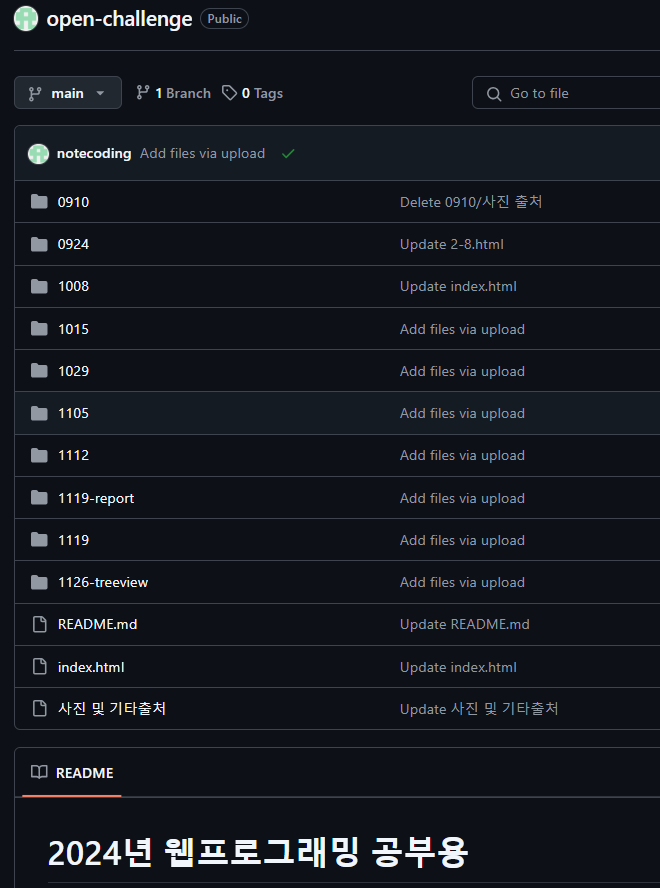 open-challenge Public
main 1 Branch 0 Tags Go to file
notecoding Add files via upload
0910 Delete 0910/사진 출처
0924 Update 2-8.html
1008 Update index.html
1015 Add files via upload
1029 Add files via upload
1105 Add files via upload
1112 Add files via upload
1119-report Add files via upload
1119 Add files via upload
1126-treeview Add files via upload
README.md Update README.md
index.html Update index.html
사진 및 기타출처 Update 사진 및 기타출처
README
2024년 웹프로그래밍 공부용